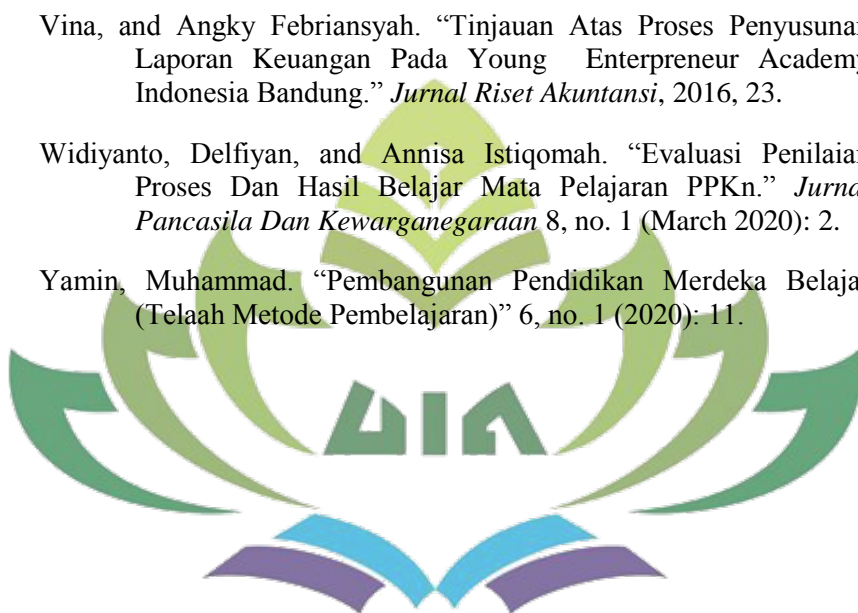 Vina, and Angky Febriansyah. “Tinjauan Atas Proses Penyusunan
Laporan Keuangan Pada Young Enterpreneur Academy
Indonesia Bandung.” Jurnal Riset Akuntansi, 2016, 23.
Widiyanto, Delfiyan, and Annisa Istiqomah. “Evaluasi Penilaian
Proses Dan Hasil Belajar Mata Pelajaran PPKn.” Jurnal
Pancasila Dan Kewarganegaraan 8, no. 1 (March 2020): 2.
Yamin, Muhammad. “Pembangunan Pendidikan Merdeka Belajar
(Telaah Metode Pembelajaran)” 6, no. 1 (2020): 11.
UIN